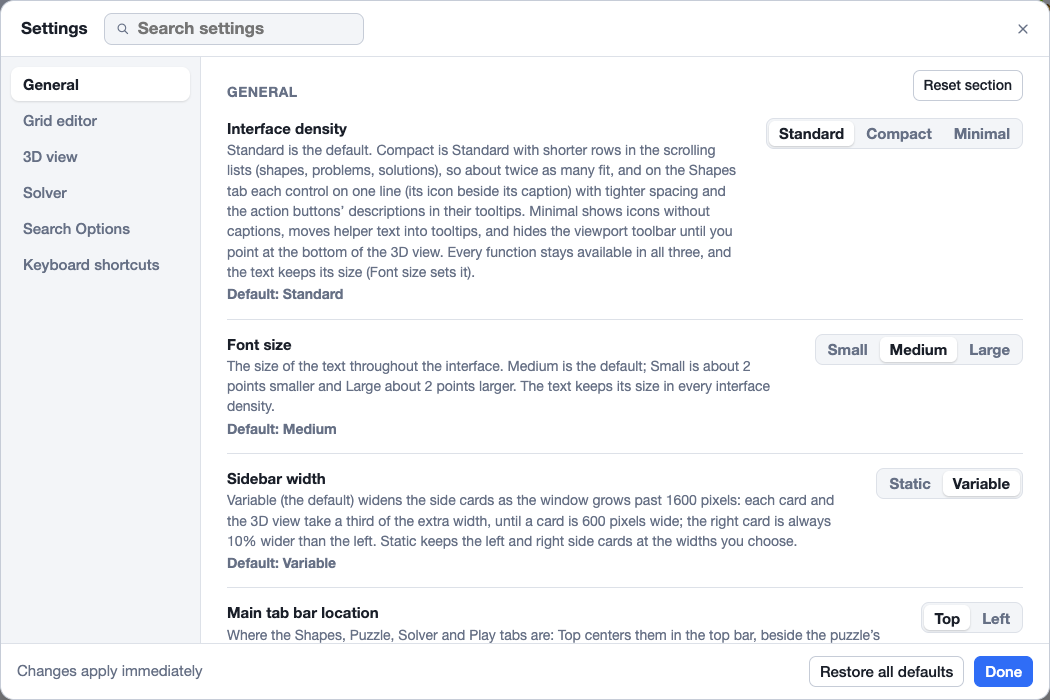 Settings
Search settings
General
Grid editor
3D view
Solver
Search Options
Keyboard shortcuts
GENERAL
Reset section
Interface density
Standard Compact Minimal
Standard is the default. Compact is Standard with shorter rows in the scrolling
lists (shapes, problems, solutions), so about twice as many fit, and on the Shapes
tab each control on one line (its icon beside its caption) with tighter spacing and
the action buttons’ descriptions in their tooltips. Minimal shows icons without
captions, moves helper text into tooltips, and hides the viewport toolbar until you
point at the bottom of the 3D view. Every function stays available in all three, and
the text keeps its size (Font size sets it).
Default: Standard
Font size
Small Medium Large
The size of the text throughout the interface. Medium is the default; Small is about 2
points smaller and Large about 2 points larger. The text keeps its size in every interface
density.
Default: Medium
Sidebar width
Static Variable
Variable (the default) widens the side cards as the window grows past 1600 pixels: each card and
the 3D view take a third of the extra width, until a card is 600 pixels wide; the right card is always
10% wider than the left. Static keeps the left and right side cards at the widths you choose.
Default: Variable
Main tab bar location
Top Left
Where the Shapes, Puzzle, Solver and Play tabs are: Top centers them in the top bar, beside the puzzle’s
Changes apply immediately
Restore all defaults
Done